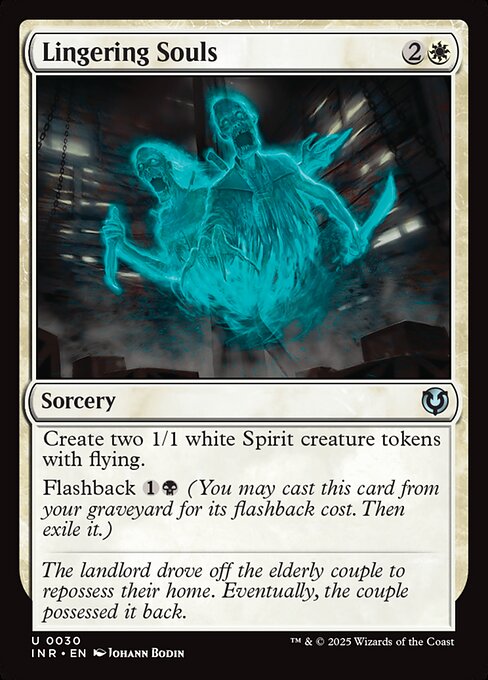 Lingering Souls 2
Sorcery
Create two 1/1 white Spirit creature tokens
with flying.
Flashback 1 (You may cast this card from
your graveyard for its flashback cost. Then
exile it.)
The landlord drove off the elderly couple to
repossess their home. Eventually, the couple
possessed it back.
U 0030 ™ & © 2025 Wizards of the Coast
INR • EN Johann Bodin